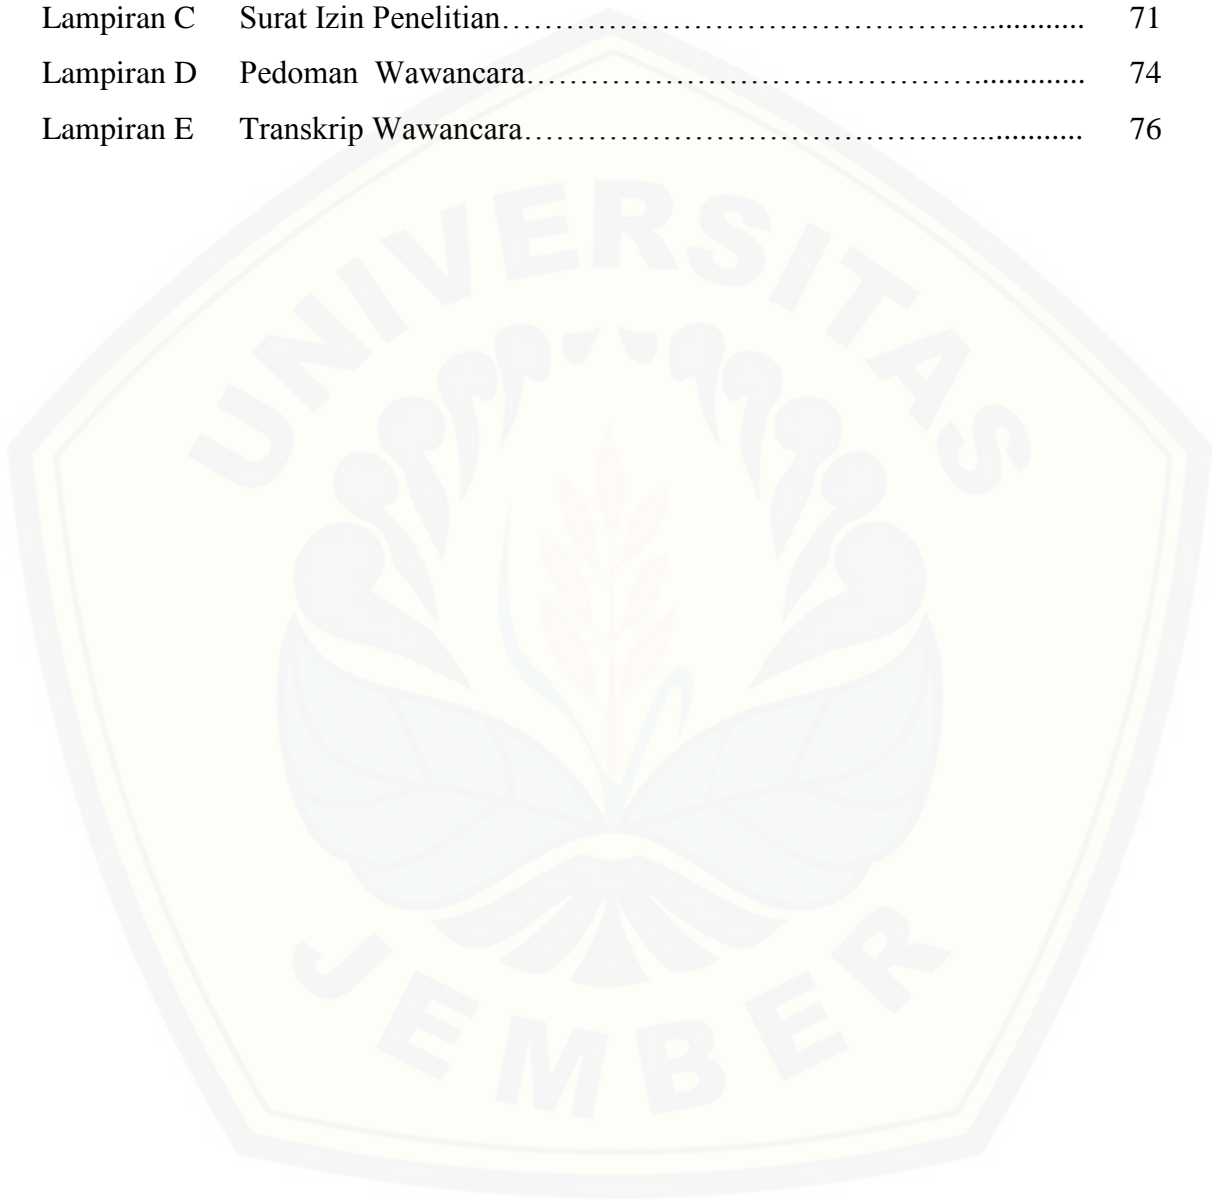 Lampiran C Surat Izin Penelitian……………………………………………............ 71
Lampiran D Pedoman  Wawancara…………………………………………............. 74
Lampiran E Transkrip Wawancara…………………………………………............ 76
UNIVERSITAS
JEMBER